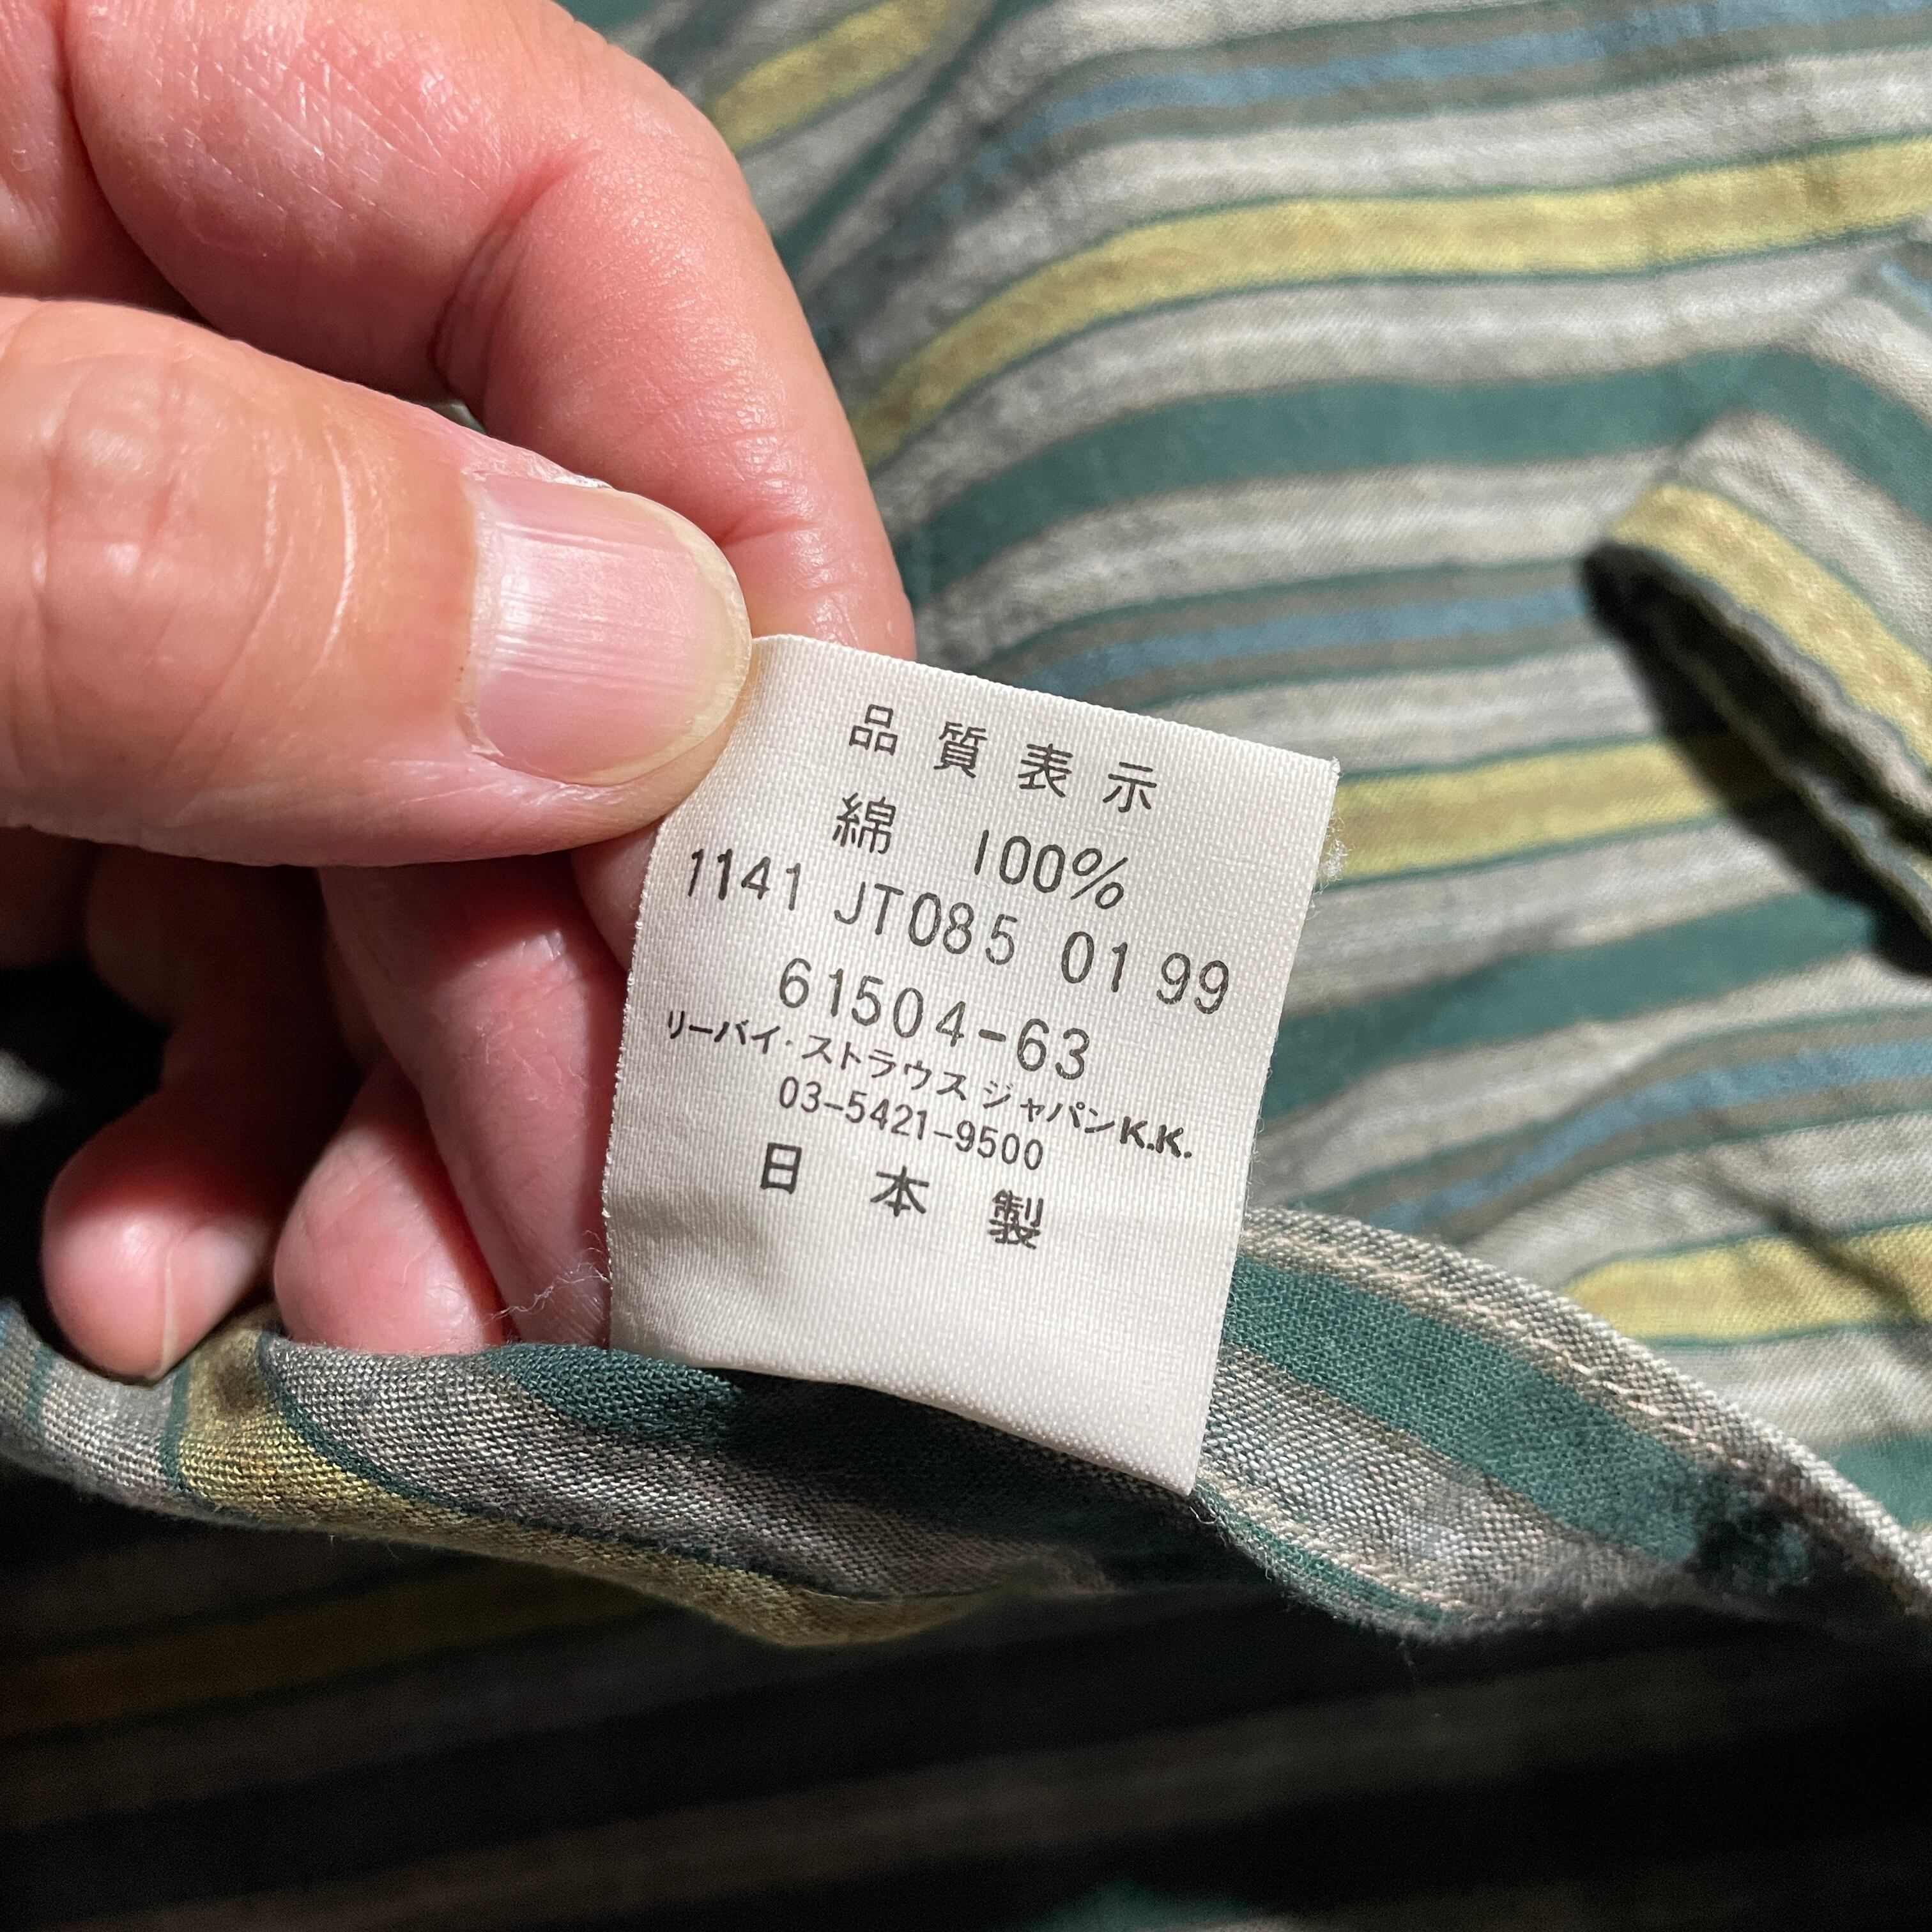 品質表示
綿 100%
1141 JT085 01 99
61504-63
リーバイ・ストラウス ジャパンK.K.
03-5421-9500
日本製